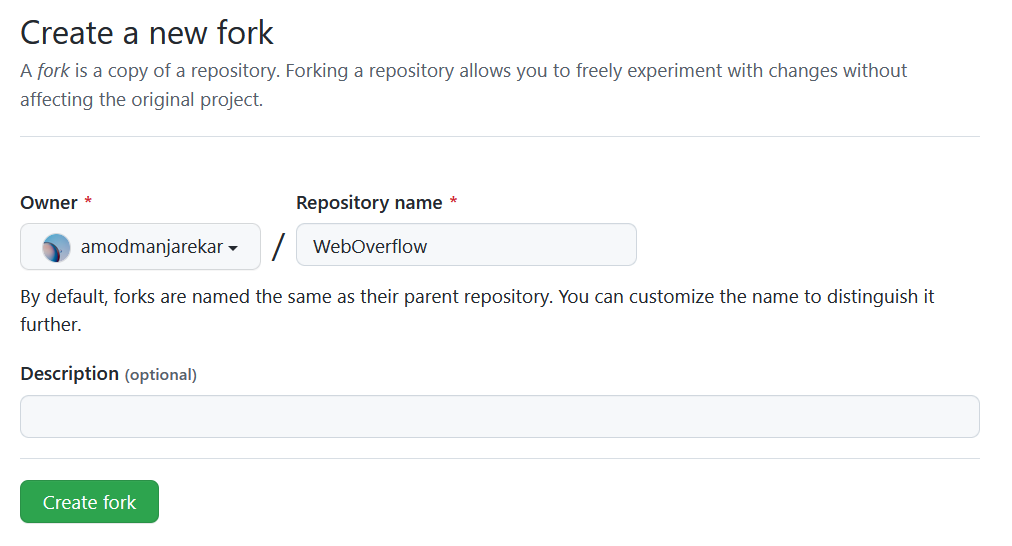 Create a new fork
A fork is a copy of a repository. Forking a repository allows you to freely experiment with changes without
affecting the original project.
Owner * Repository name *
amodmanjarekar / WebOverflow
By default, forks are named the same as their parent repository. You can customize the name to distinguish it
further.
Description (optional)
Create fork